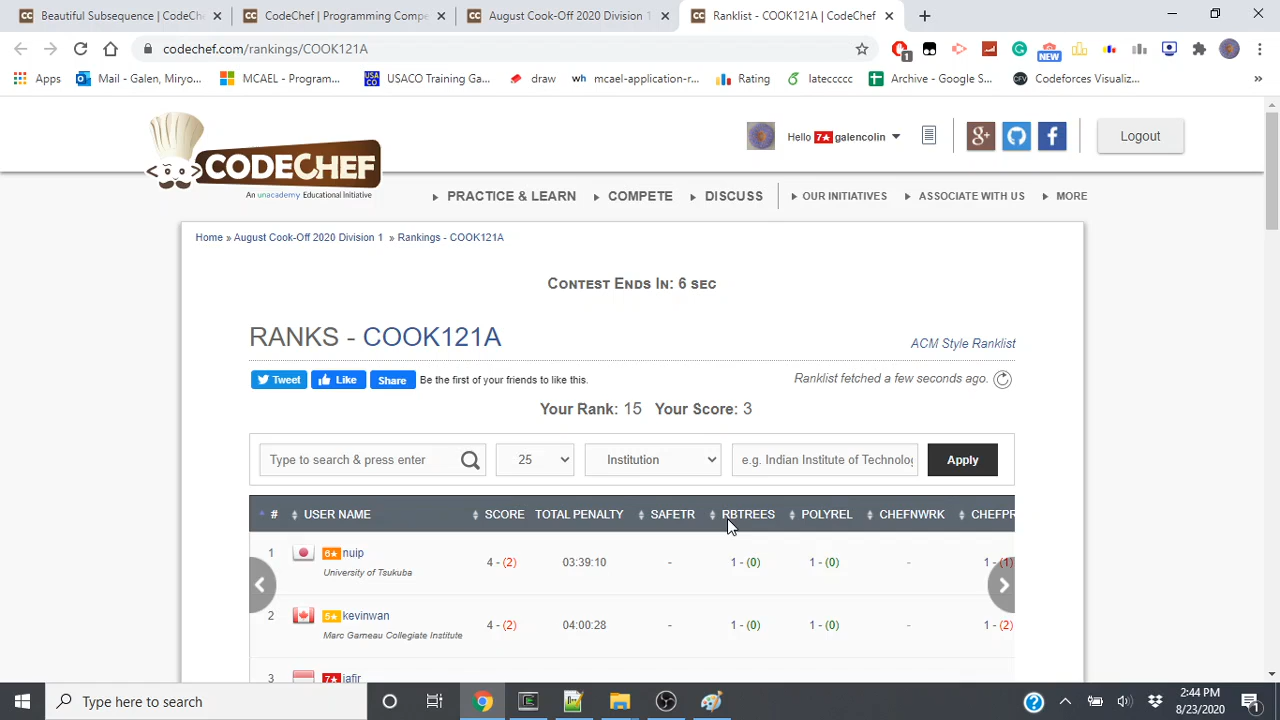 Beautiful Subsequence | CodeChe
CodeChef | Programming Compe
August Cook-Off 2020 Division 1
Ranklist - COOK121A | CodeChef
codechef.com/rankings/COOK121A
1
NEW
Apps
Mail - Galen, Miryo...
MCAEL - Program...
USACO Training Ga...
draw
mcael-application-r...
Rating
lateccccc
Archive - Google S...
Codeforces Visualiz...
»
CODECHEF
An unacademy Educational Initiative
Hello 7★ galencolin
Logout
PRACTICE & LEARN
COMPETE
DISCUSS
OUR INITIATIVES
ASSOCIATE WITH US
MORE
Home » August Cook-Off 2020 Division 1 » Rankings - COOK121A
CONTEST ENDS IN: 6 SEC
RANKS - COOK121A
ACM Style Ranklist
Tweet
Like
Share
Be the first of your friends to like this.
Ranklist fetched a few seconds ago.
Your Rank: 15 Your Score: 3
Type to search & press enter
25
Institution
e.g. Indian Institute of Technolog
Apply
# USER NAME SCORE TOTAL PENALTY SAFETR RBTREES POLYREL CHEFNWRK CHEFPR
1 6★ nuip 4 - (2) 03:39:10 - 1 - (0) 1 - (0) - 1 - (1)
University of Tsukuba
2 5★ kevinwan 4 - (2) 04:00:28 - 1 - (0) 1 - (0) - 1 - (2)
Marc Garneau Collegiate Institute
3 7★ jafir
Type here to search
2:44 PM
8/23/2020
1